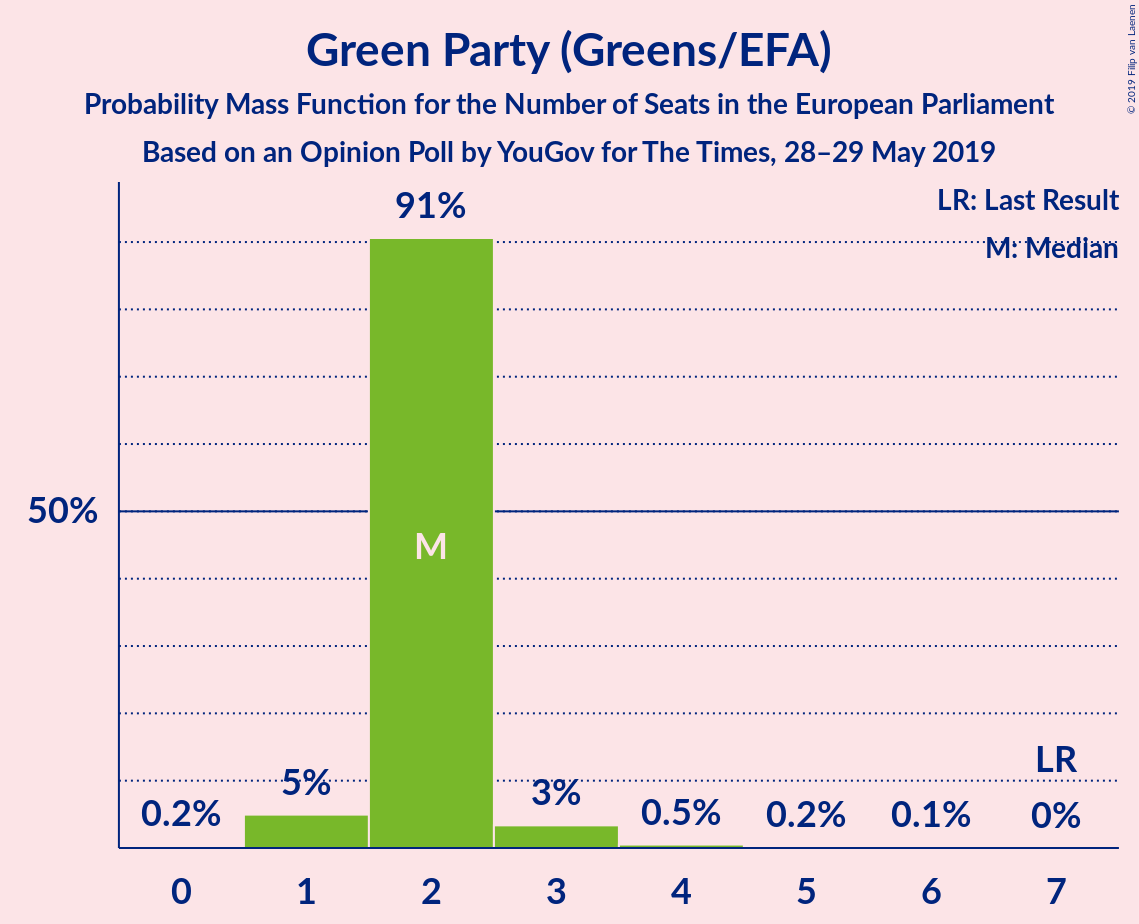 Green Party (Greens/EFA)
Probability Mass Function for the Number of Seats in the European Parliament
Based on an Opinion Poll by YouGov for The Times, 28–29 May 2019
© 2019 Filip van Laenen
LR: Last Result
M: Median
91%
50%
M
LR
0.2%
5%
3%
0.5%
0.2%
0.1%
0%
0 1 2 3 4 5 6 7